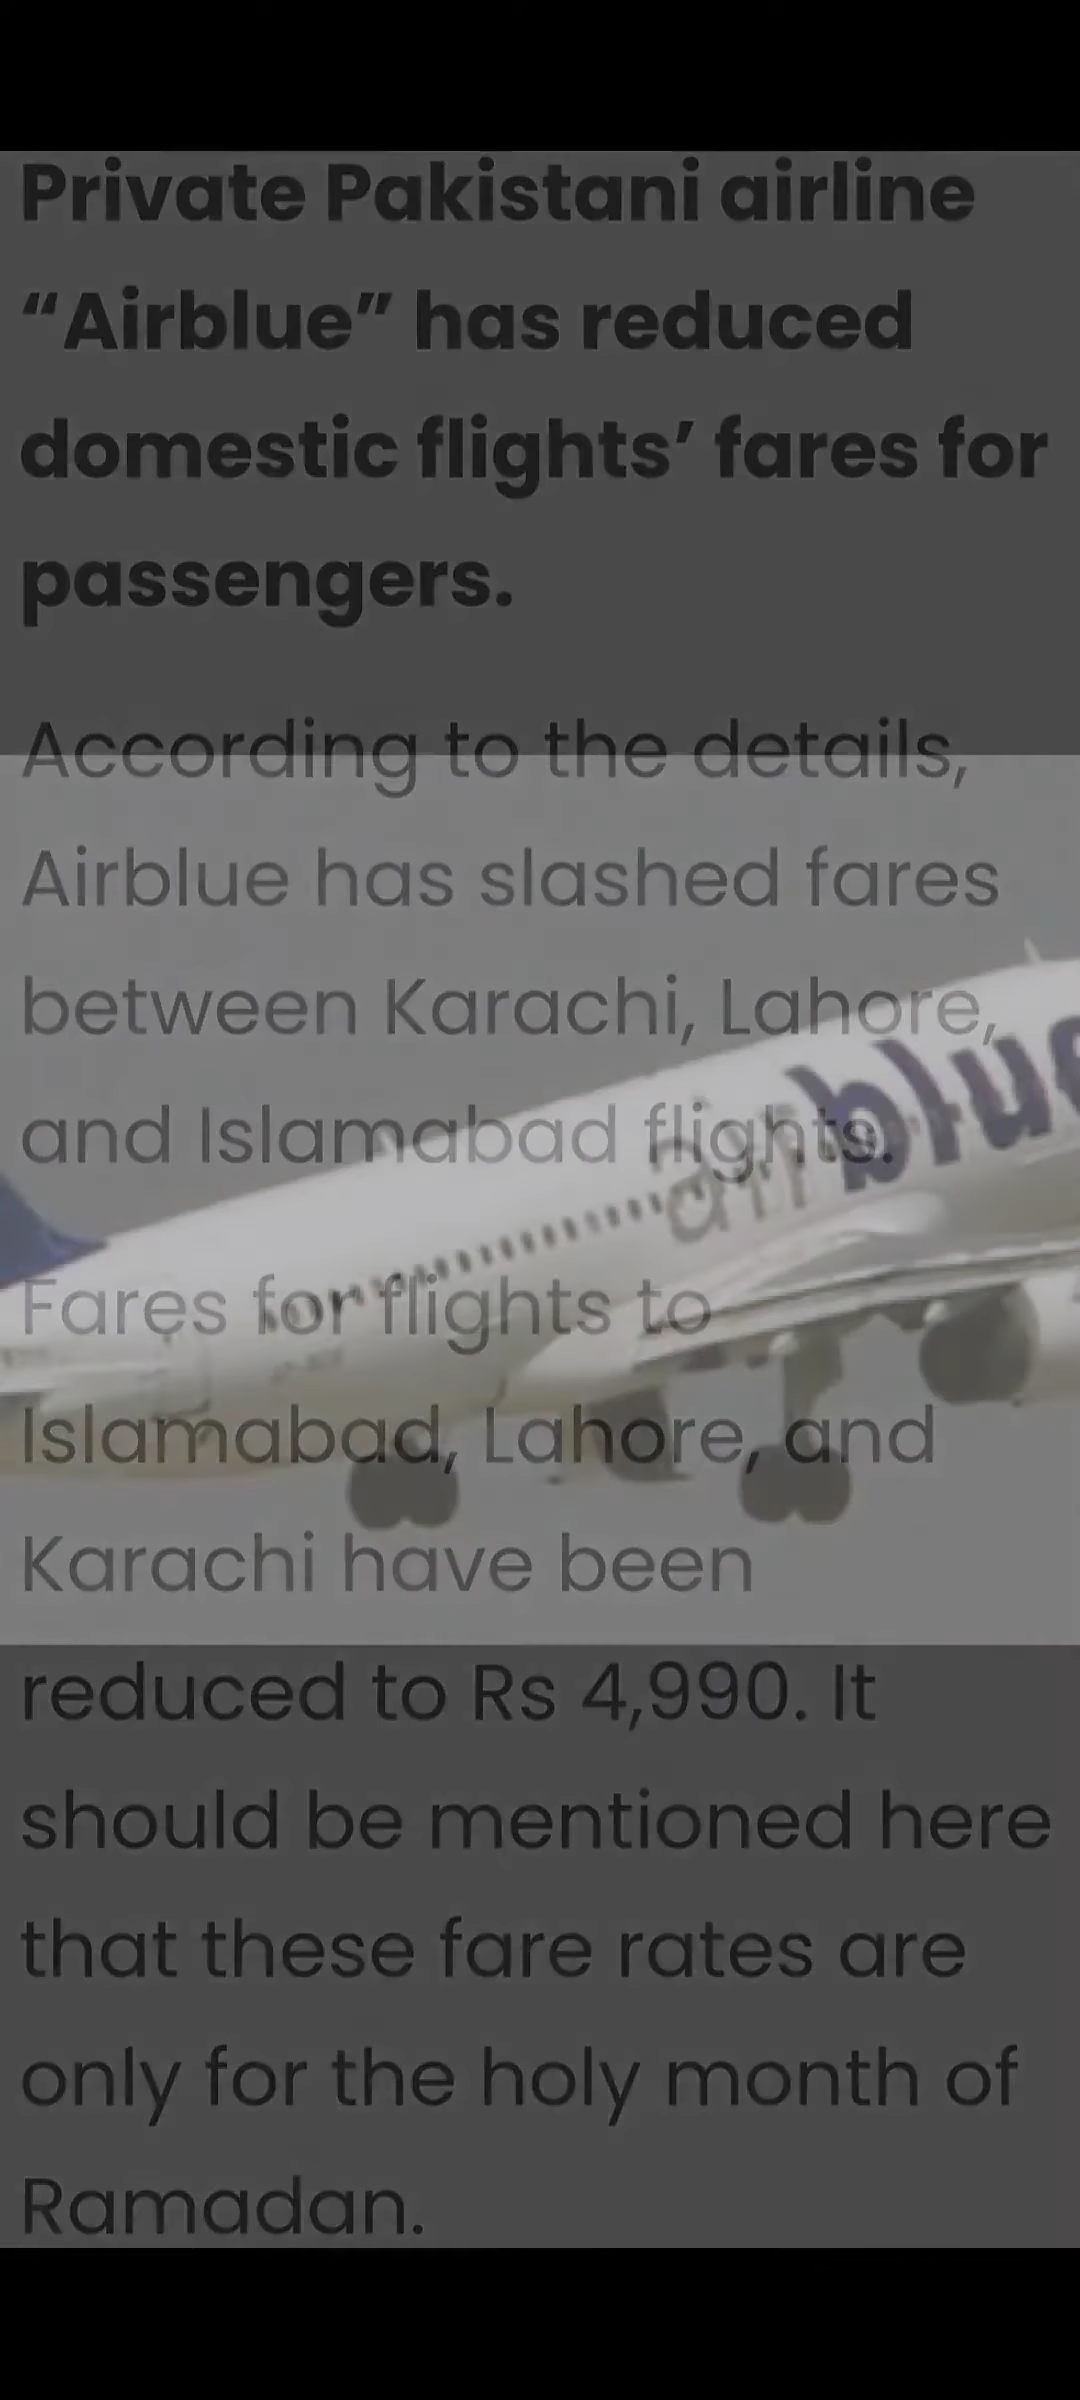 Private Pakistani airline
“Airblue” has reduced
domestic flights’ fares for
passengers.
According to the details,
Airblue has slashed fares
between Karachi, Lahore,
and Islamabad flights.
airblue
Fares for flights to
Islamabad, Lahore, and
Karachi have been
reduced to Rs 4,990. It
should be mentioned here
that these fare rates are
only for the holy month of
Ramadan.